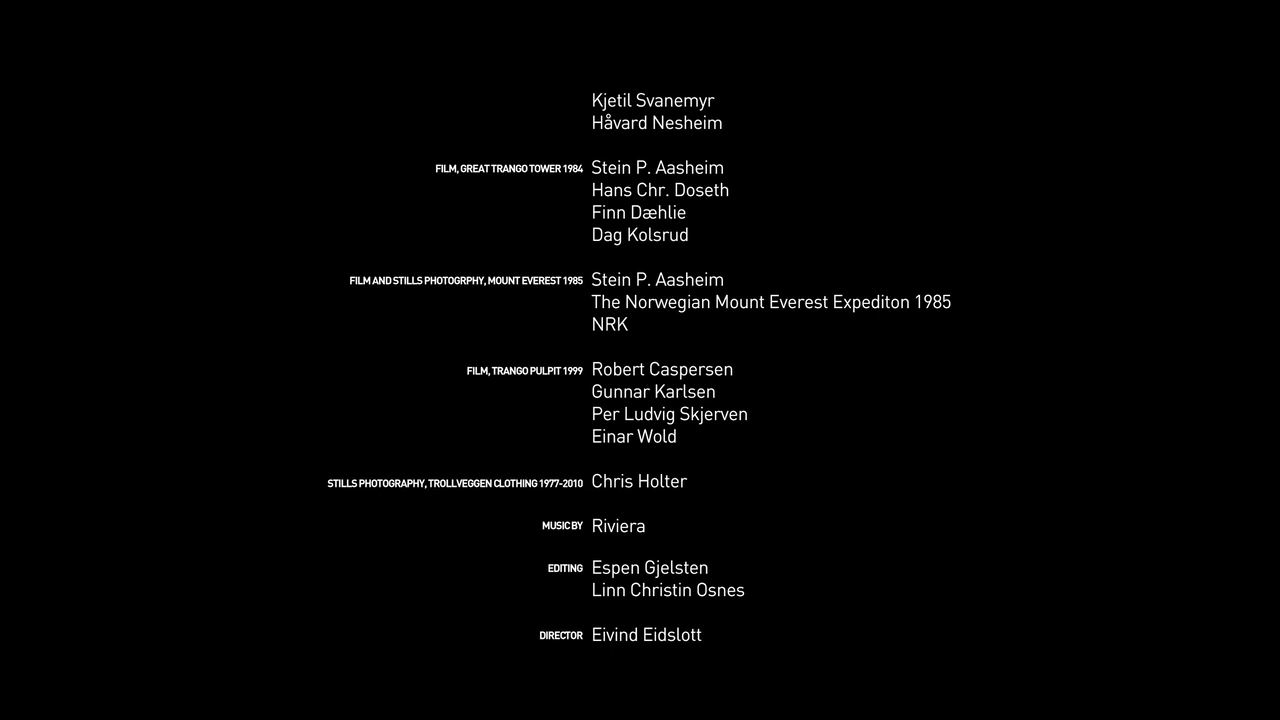 Kjetil Svanemyr
Håvard Nesheim
FILM, GREAT TRANGO TOWER 1984 Stein P. Aasheim
Hans Chr. Doseth
Finn Dæhlie
Dag Kolsrud
FILM AND STILLS PHOTOGRPHY, MOUNT EVEREST 1985 Stein P. Aasheim
The Norwegian Mount Everest Expediton 1985
NRK
FILM, TRANGO PULPIT 1999 Robert Caspersen
Gunnar Karlsen
Per Ludvig Skjerven
Einar Wold
STILLS PHOTOGRAPHY, TROLLVEGGEN CLOTHING 1977-2010 Chris Holter
MUSIC BY Riviera
EDITING Espen Gjelsten
Linn Christin Osnes
DIRECTOR Eivind Eidslott